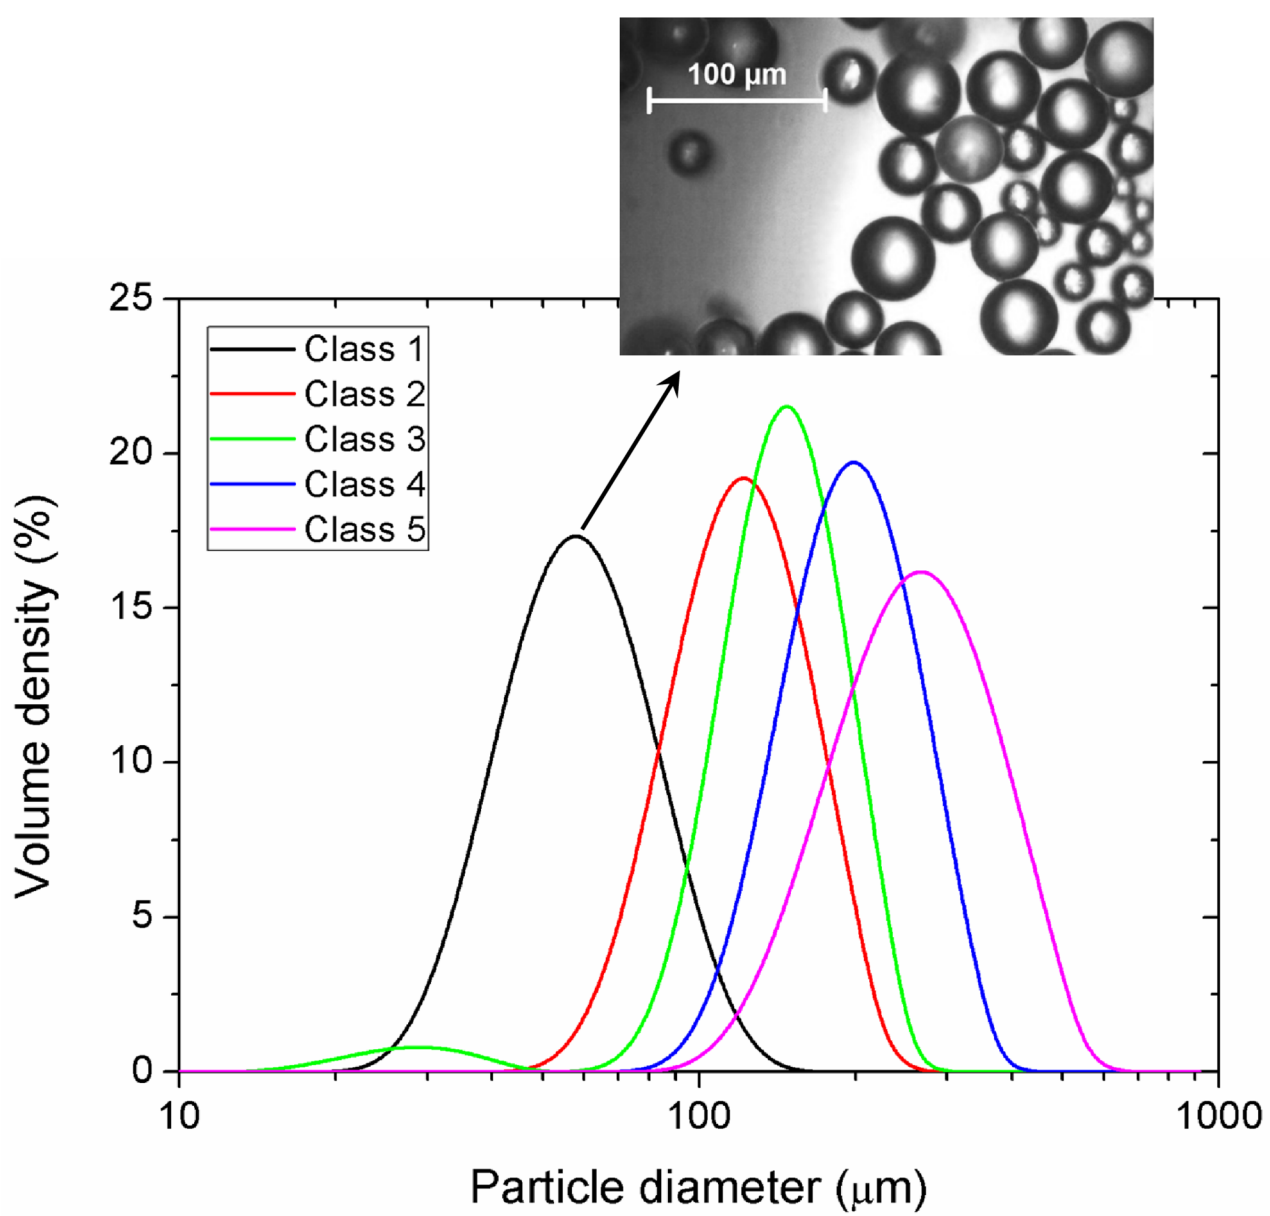 100 µm
25
20
15
10
5
0
Class 1
Class 2
Class 3
Class 4
Class 5
Volume density (%)
10
100
1000
Particle diameter (μm)